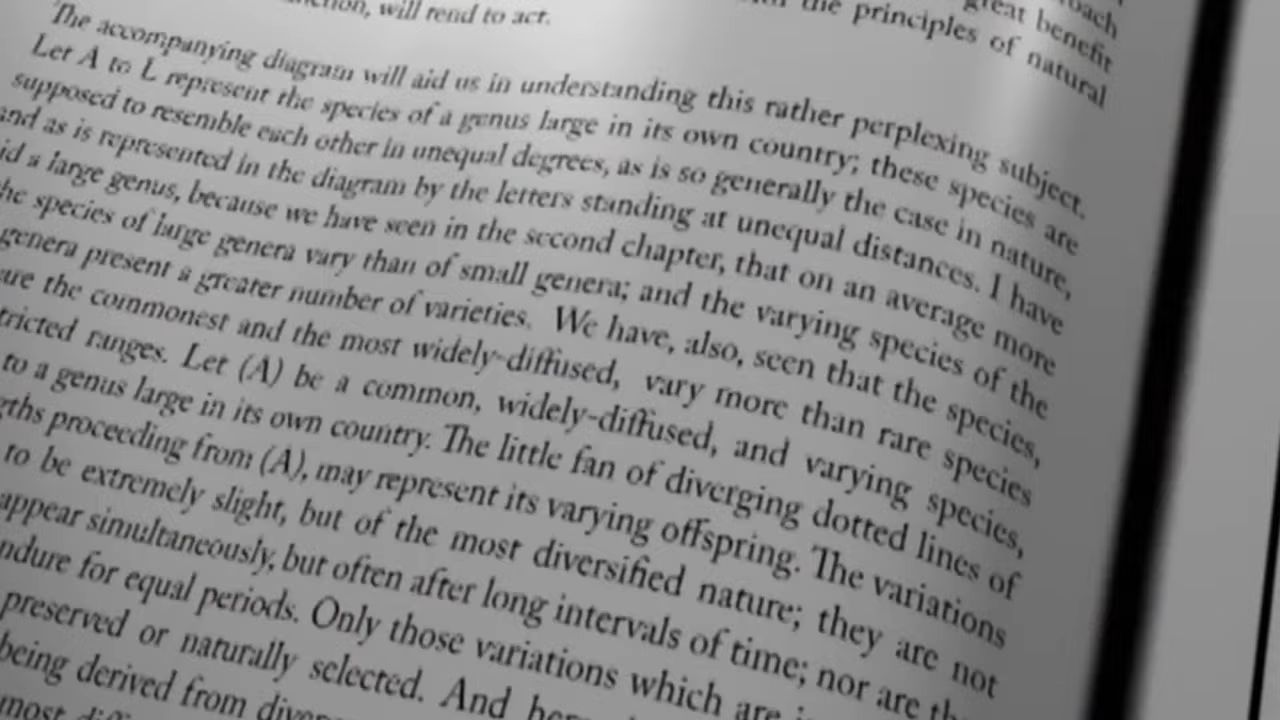 roach
great benefit
the principles of natural
will tend to act.
The accompanying diagram will aid us in understanding this rather perplexing subject.
Let A to L represent the species of a genus large in its own country; these species are
supposed to resemble each other in unequal degrees, as is so generally the case in nature,
and as is represented in the diagram by the letters standing at unequal distances. I have
id a large genus, because we have seen in the second chapter, that on an average more
he species of large genera vary than of small genera; and the varying species of the
genera present a greater number of varieties. We have, also, seen that the species,
are the commonest and the most widely-diffused, vary more than rare species
tricted ranges. Let (A) be a common, widely-diffused, and varying species,
to a genus large in its own country. The little fan of diverging dotted lines of
gths proceeding from (A), may represent its varying offspring. The variations
to be extremely slight, but of the most diversified nature; they are not
appear simultaneously, but often after long intervals of time; nor are
ndure for equal periods. Only those variations which are
preserved or naturally selected. And
being derived from
most